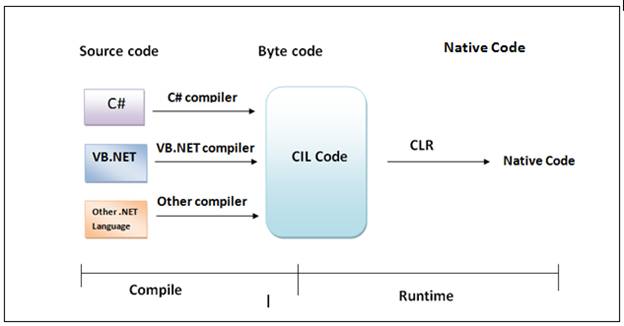 Source code
Byte code
Native Code
C#
C# compiler
VB.NET
VB.NET compiler
CIL Code
CLR
Native Code
Other .NET
Language
Other compiler
Compile
Runtime